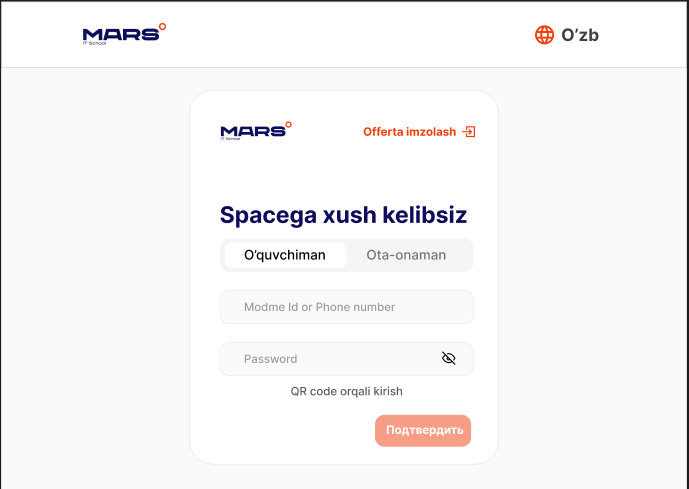 MARS
IT School
O’zb
MARS
IT School
Offerta imzolash
Spacega xush kelibsiz
O'quvchiman
Ota-onaman
Modme Id or Phone number
Password
QR code orqali kirish
Подтвердить